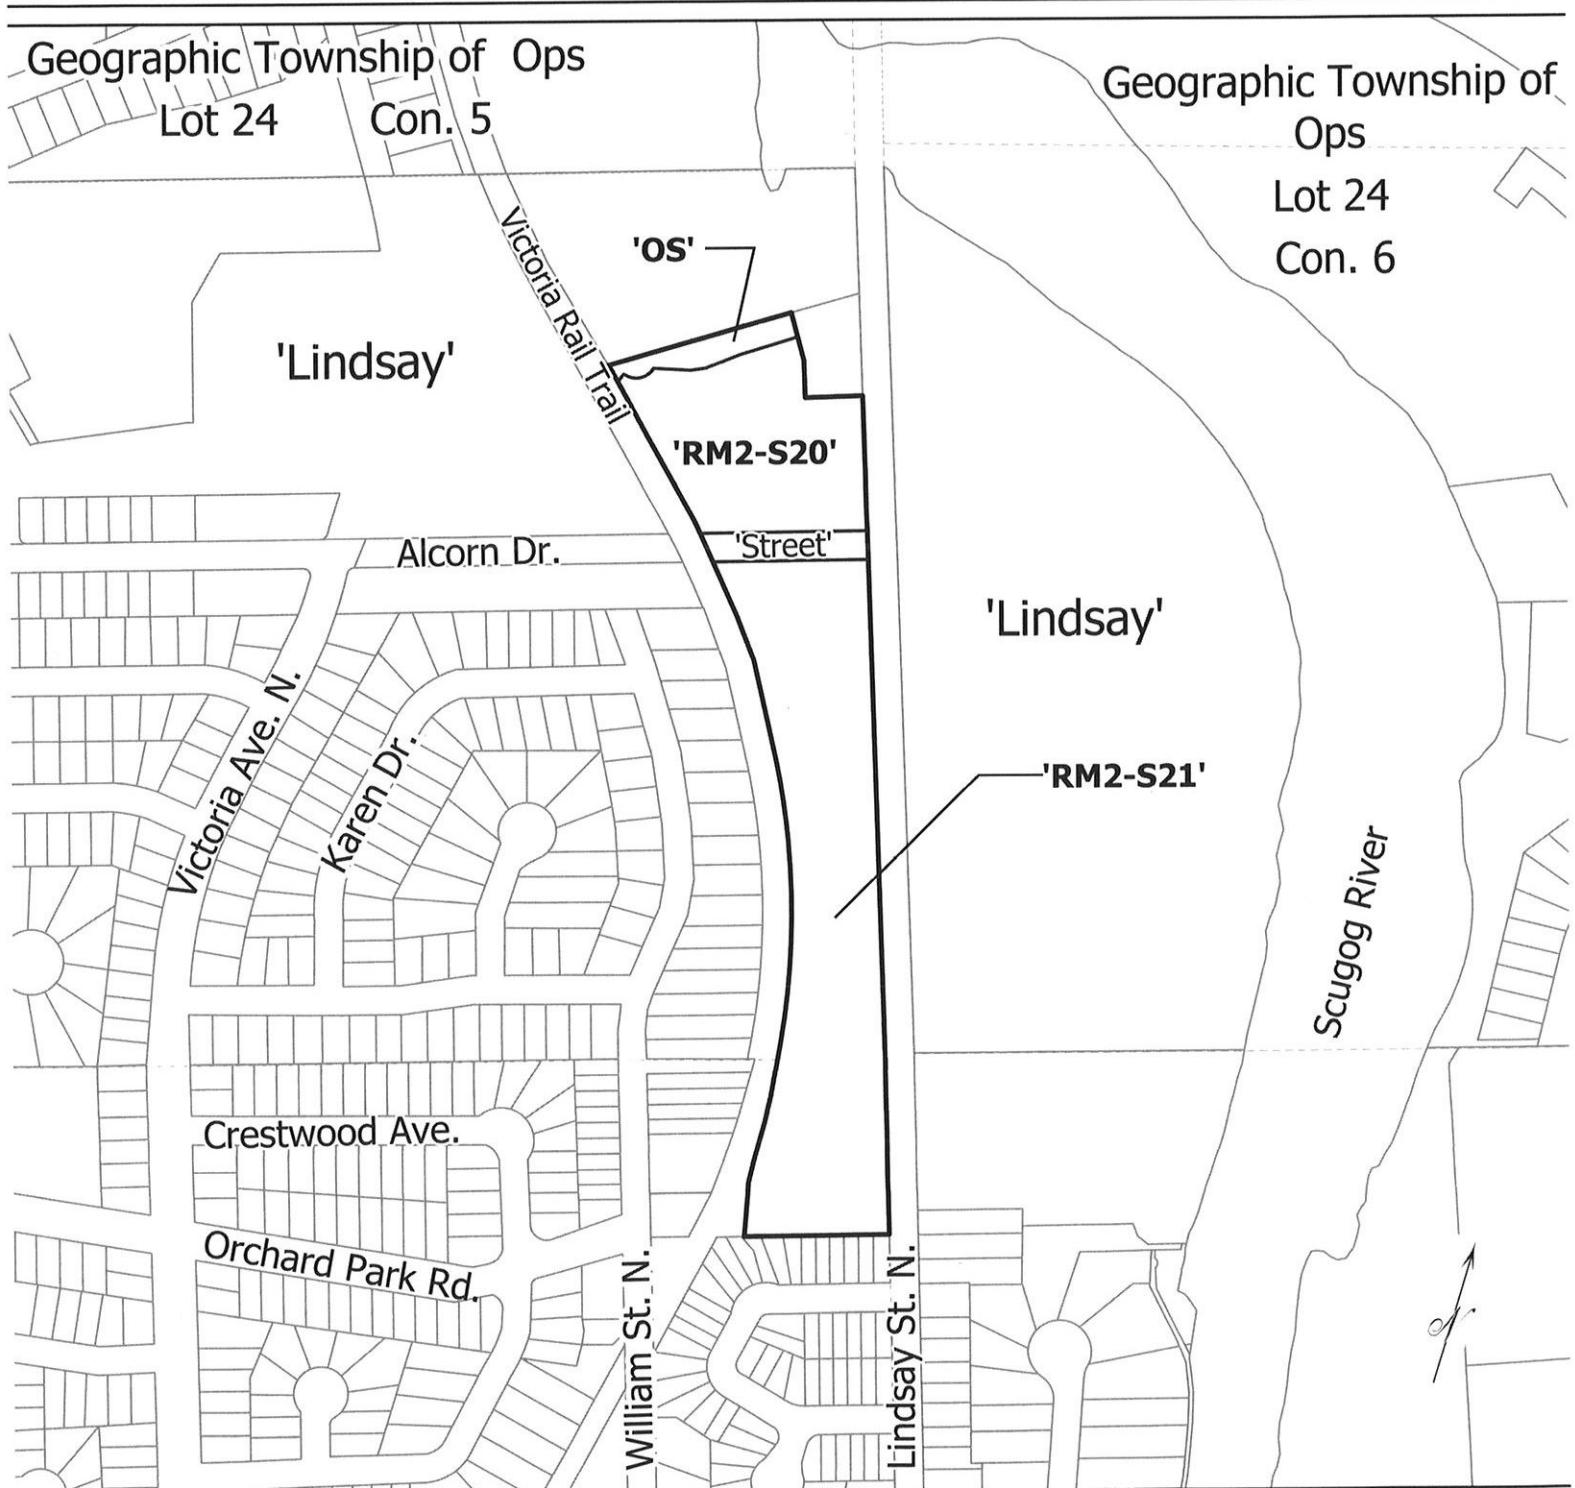 Geographic Township of Ops
Lot 24 Con. 5
Geographic Township of
Ops
Lot 24
Con. 6
Victoria Rail Trail
'OS'
'Lindsay'
'RM2-S20'
Alcorn Dr.
'Street'
'Lindsay'
Victoria Ave. N.
Karen Dr.
'RM2-S21'
Scugog River
Crestwood Ave.
Orchard Park Rd.
William St. N.
Lindsay St. N.